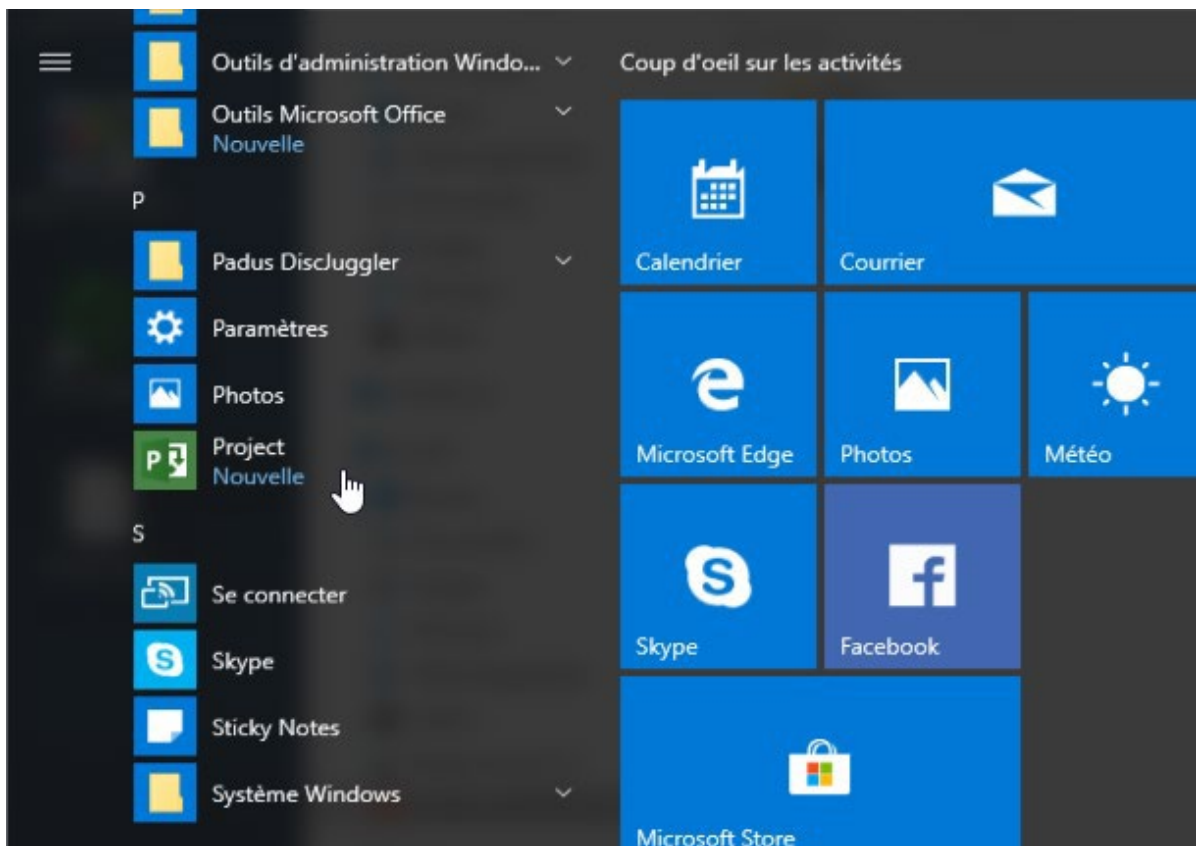 Outils d'administration Windo...
Outils Microsoft Office
Nouvelle
P
Padus DiscJuggler
Paramètres
Photos
P
Project
Nouvelle
S
Se connecter
S
Skype
Sticky Notes
Système Windows
Coup d'oeil sur les activités
Calendrier
Courrier
Microsoft Edge
Photos
Météo
S
Skype
f
Facebook
Microsoft Store